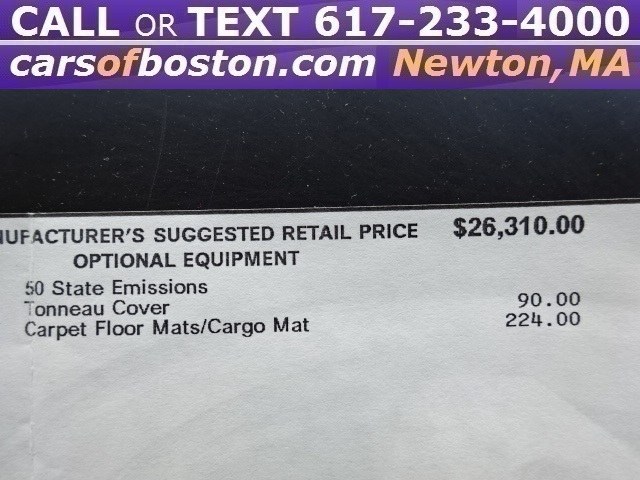 CALL OR TEXT 617-233-4000
carsofboston.com Newton, MA
UFACTURER'S SUGGESTED RETAIL PRICE $26,310.00
OPTIONAL EQUIPMENT
50 State Emissions
Tonneau Cover 90.00
Carpet Floor Mats/Cargo Mat 224.00